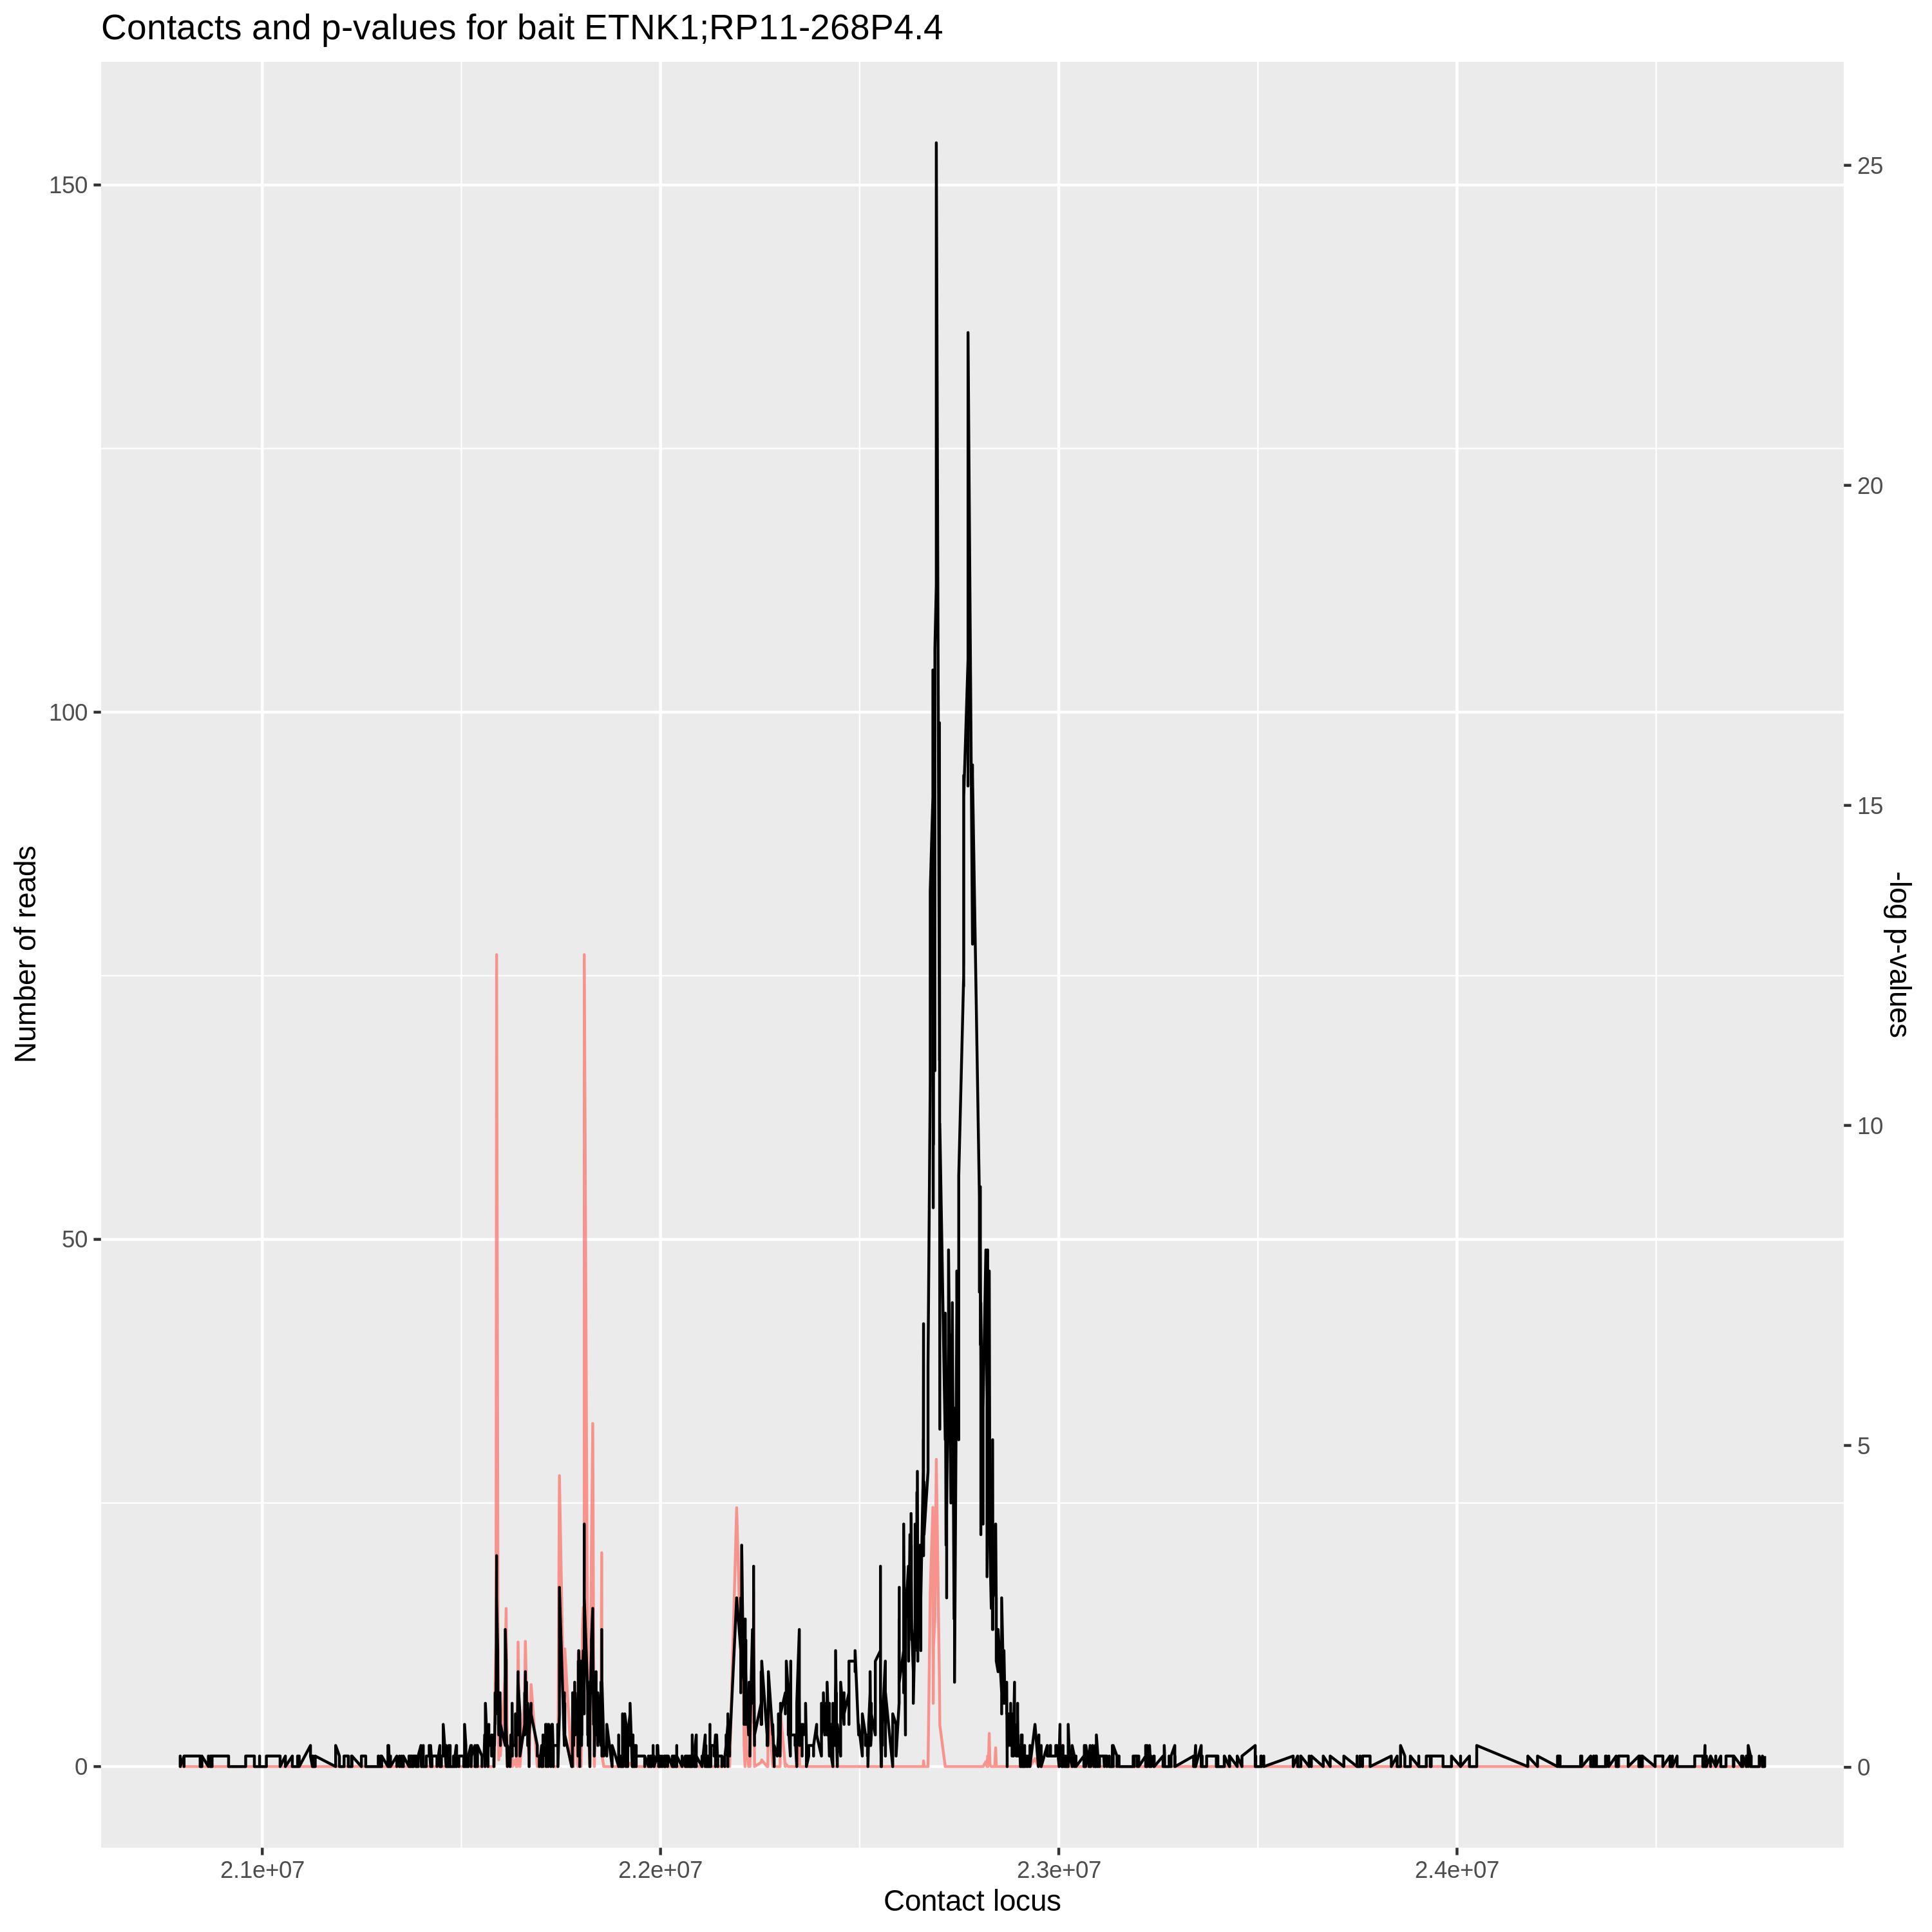 Contacts and p-values for bait ETNK1;RP11-268P4.4
150
100
50
0
25
20
15
10
5
0
Number of reads
-log p-values
2.1e+07 2.2e+07 2.3e+07 2.4e+07
Contact locus